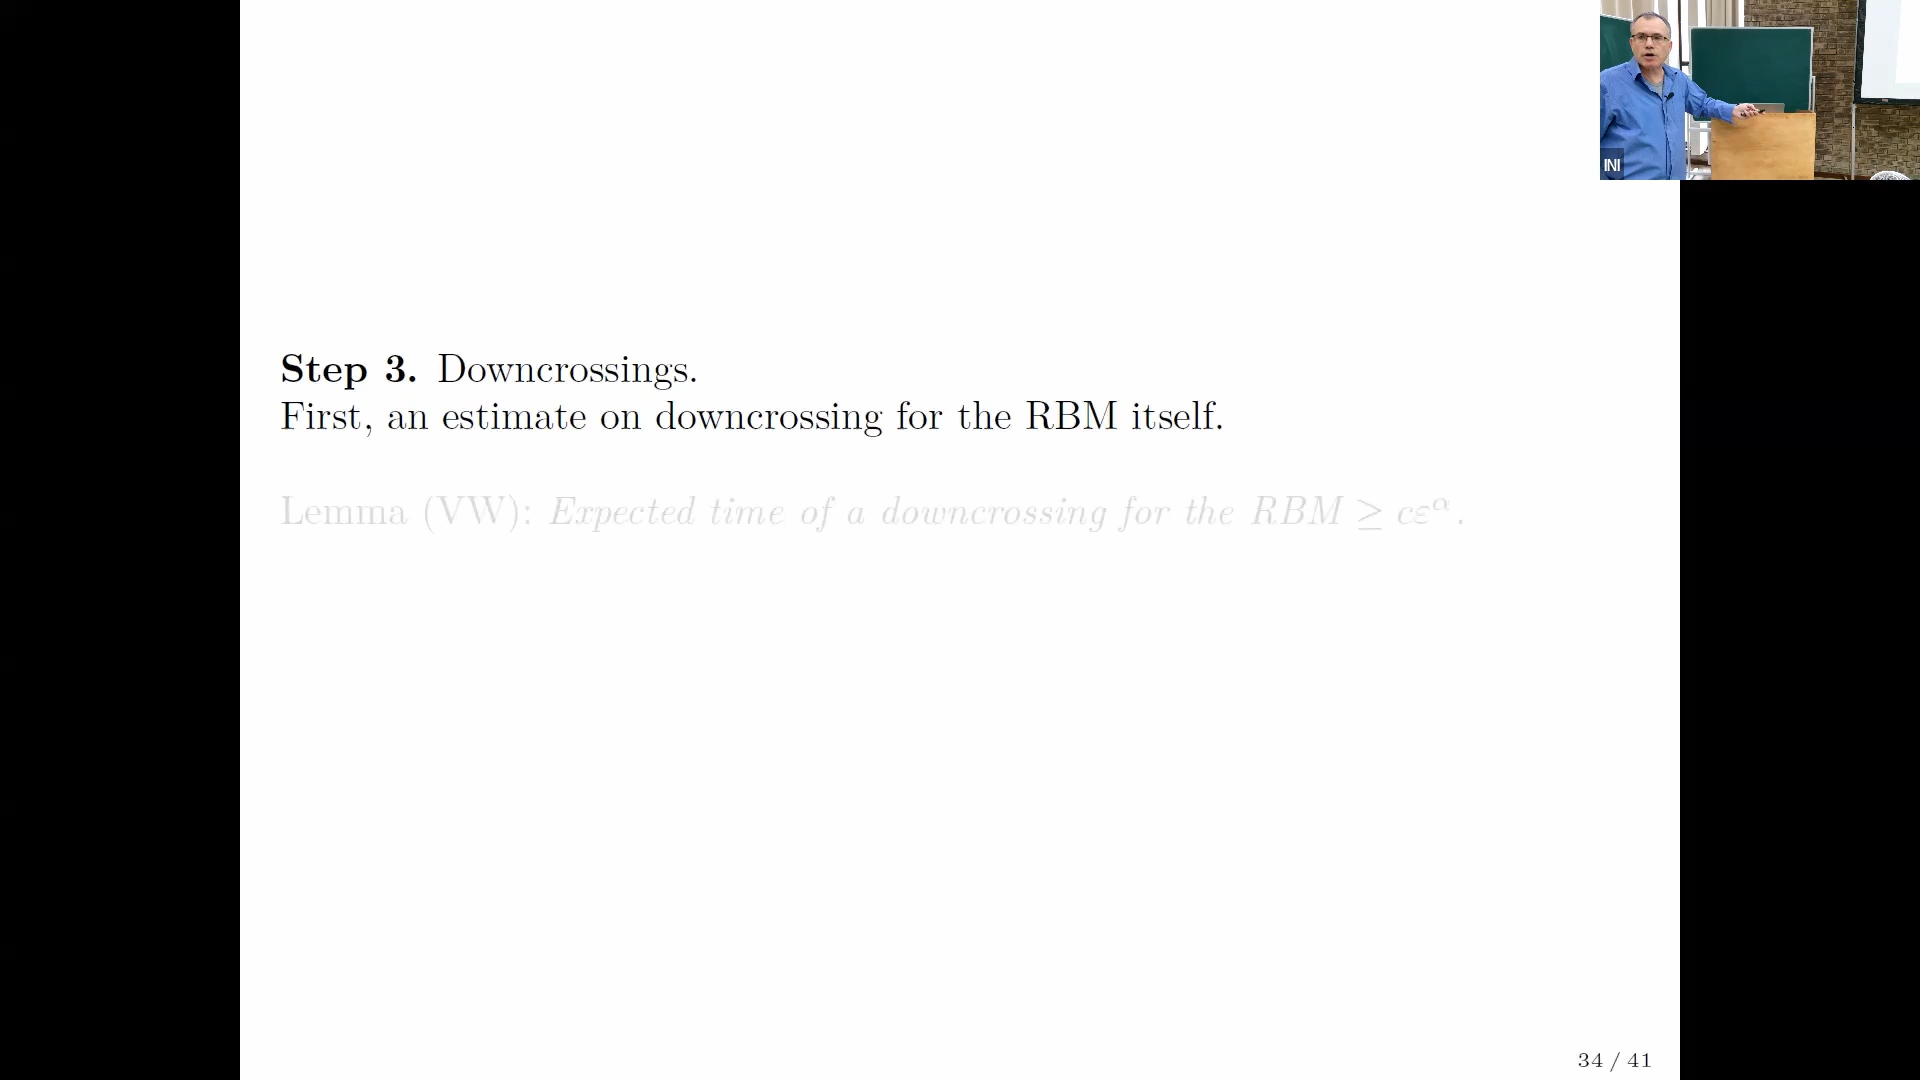 INI
Step 3. Downcrossings.
First, an estimate on downcrossing for the RBM itself.
Lemma (VW): Expected time of a downcrossing for the RBM ≥ cε^α.
34 / 41